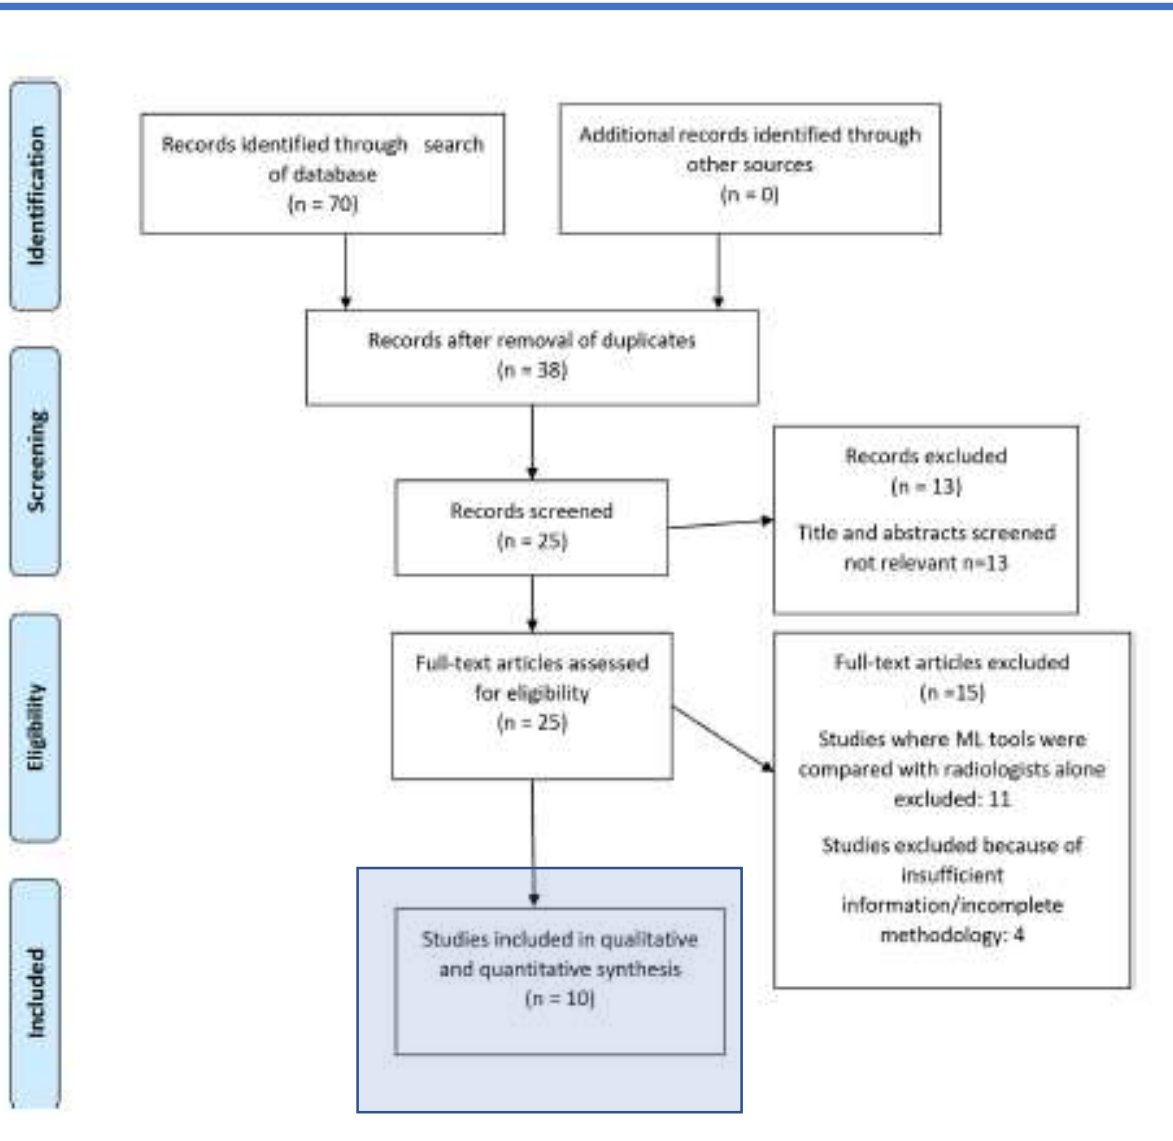 Identification
Records identified through search
of database
(n = 70)
Additional records identified through
other sources
(n = 0)
Records after removal of duplicates
(n = 38)
Screening
Records screened
(n = 25)
Records excluded
(n = 13)
Title and abstracts screened
not relevant n=13
Eligibility
Full-text articles assessed
for eligibility
(n = 25)
Full-text articles excluded
(n =15)
Studies where ML tools were
compared with radiologists alone
excluded: 11
Studies excluded because of
insufficient
information/incomplete
methodology: 4
Included
Studies included in qualitative
and quantitative synthesis
(n = 10)